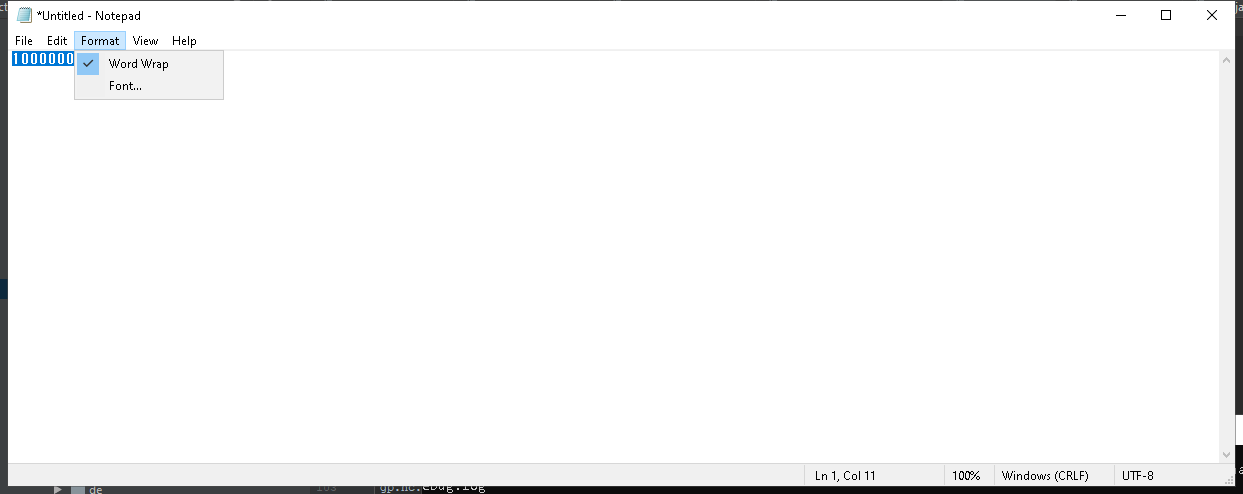 *Untitled - Notepad
File Edit Format View Help
1000000
Word Wrap
Font...
Ln 1, Col 11 100% Windows (CRLF) UTF-8
de